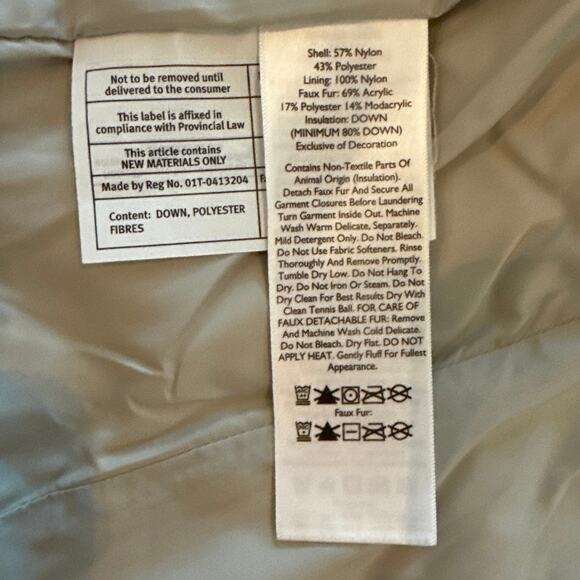 Not to be removed until
delivered to the consumer
This label is affixed in
compliance with Provincial Law
This article contains
NEW MATERIALS ONLY
Made by Reg No. 01T-0413204
Content: DOWN, POLYESTER
FIBRES
Shell: 57% Nylon
43% Polyester
Lining: 100% Nylon
Faux Fur: 69% Acrylic
17% Polyester 14% Modacrylic
Insulation: DOWN
(MINIMUM 80% DOWN)
Exclusive of Decoration
Contains Non-Textile Parts Of
Animal Origin (Insulation).
Detach Faux Fur And Secure All
Garment Closures Before Laundering
Turn Garment Inside Out. Machine
Wash Warm Delicate, Separately.
Mild Detergent Only. Do Not Bleach.
Do Not Use Fabric Softeners. Rinse
Thoroughly And Remove Promptly.
Tumble Dry Low. Do Not Hang To
Dry. Do Not Iron Or Steam. Do Not
Dry Clean For Best Results Dry With
Clean Tennis Ball. FOR CARE OF
FAUX DETACHABLE FUR: Remove
And Machine Wash Cold Delicate.
Do Not Bleach. Dry Flat. DO NOT
APPLY HEAT. Gently Fluff For Fullest
Appearance.
Faux Fur: